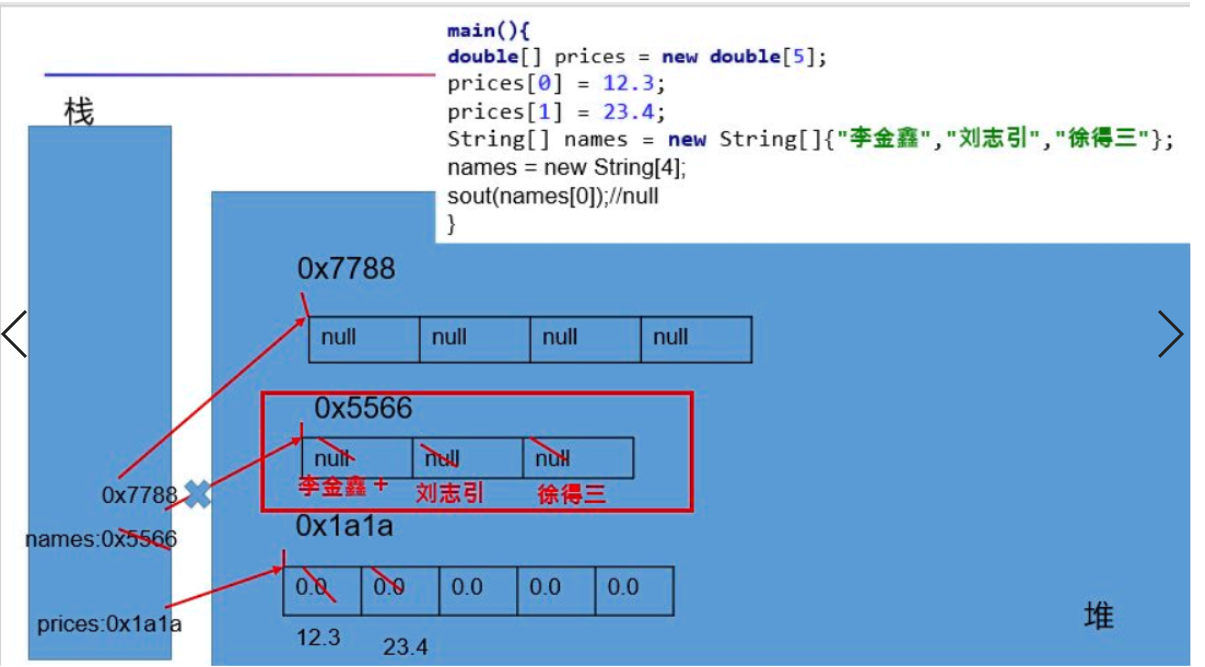 main(){
double[] prices = new double[5];
prices[0] = 12.3;
prices[1] = 23.4;
String[] names = new String[]{"李金鑫","刘志引","徐得三"};
names = new String[4];
sout(names[0]);//null
}
栈
0x7788
null null null null
0x5566
null null null
李金鑫 + 刘志引 徐得三
0x7788
names:0x5566
0x1a1a
0.0 0.0 0.0 0.0 0.0
prices:0x1a1a
12.3 23.4
堆